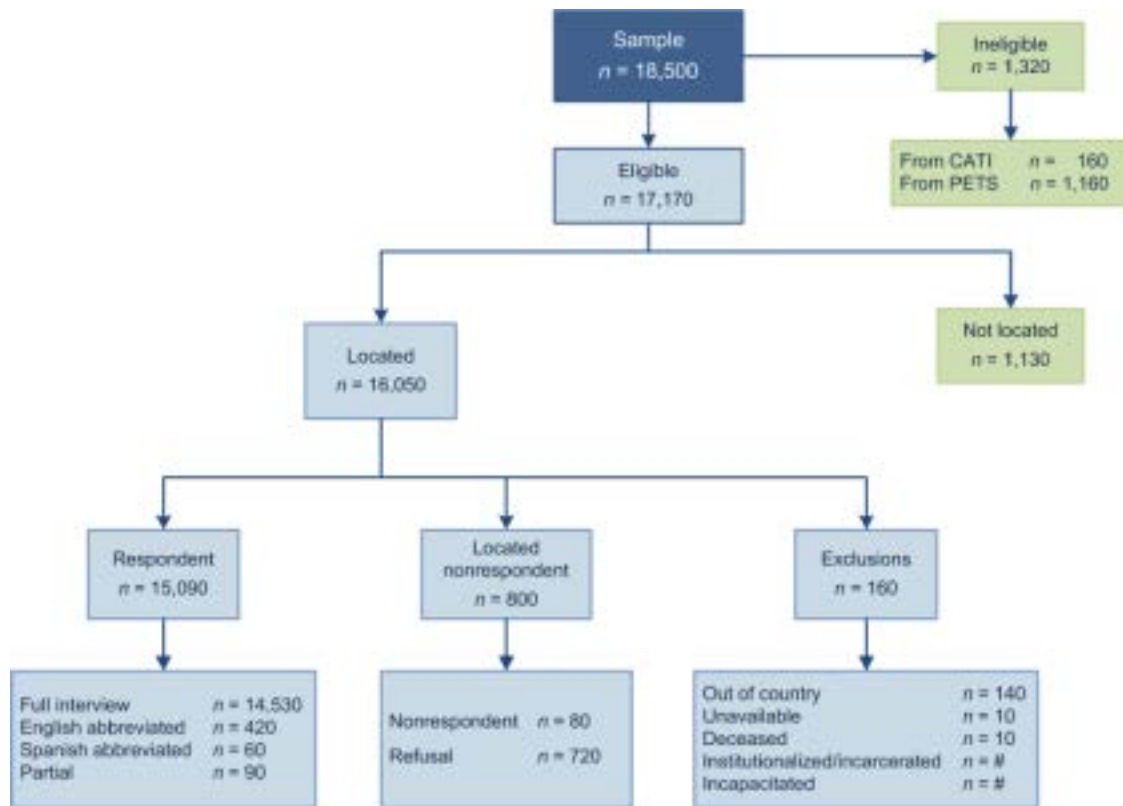 Sample
n = 18,500
Ineligible
n = 1,320
From CATI n = 160
From PETS n = 1,160
Eligible
n = 17,170
Located
n = 16,050
Not located
n = 1,130
Respondent
n = 15,090
Located
nonrespondent
n = 800
Exclusions
n = 160
Full interview n = 14,530
English abbreviated n = 420
Spanish abbreviated n = 60
Partial n = 90
Nonrespondent n = 80
Refusal n = 720
Out of country n = 140
Unavailable n = 10
Deceased n = 10
Institutionalized/incarcerated n = #
Incapacitated n = #